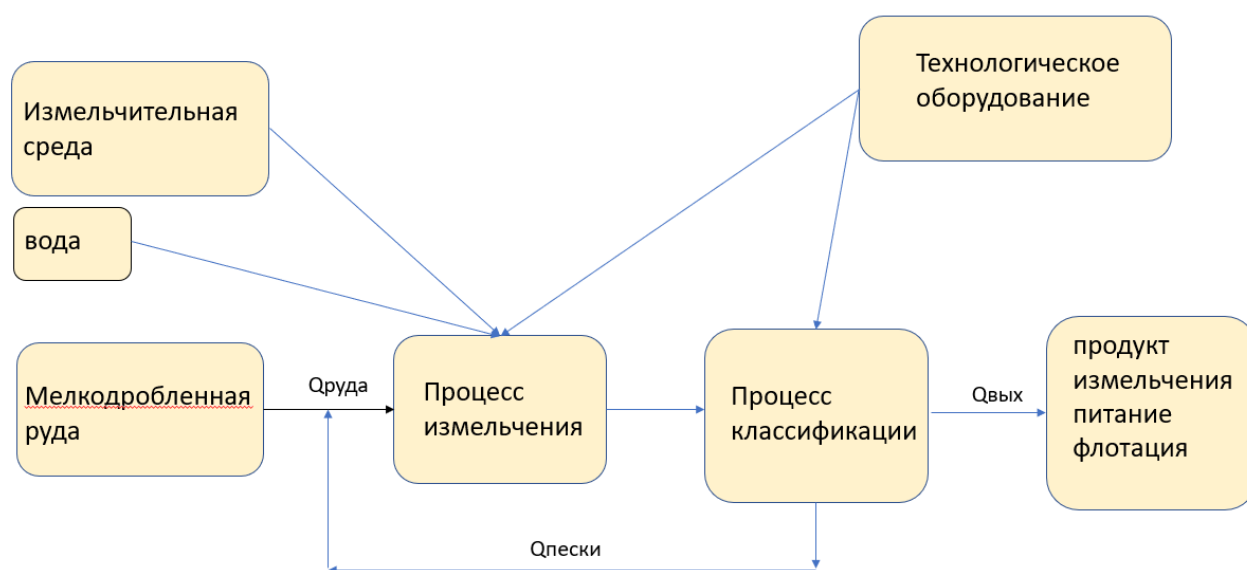 Технологическое
оборудование
Измельчительная
среда
вода
Мелкодробленная
руда
Qруда
Процесс
измельчения
Процесс
классификации
Qвых
продукт
измельчения
питание
флотация
Qпески